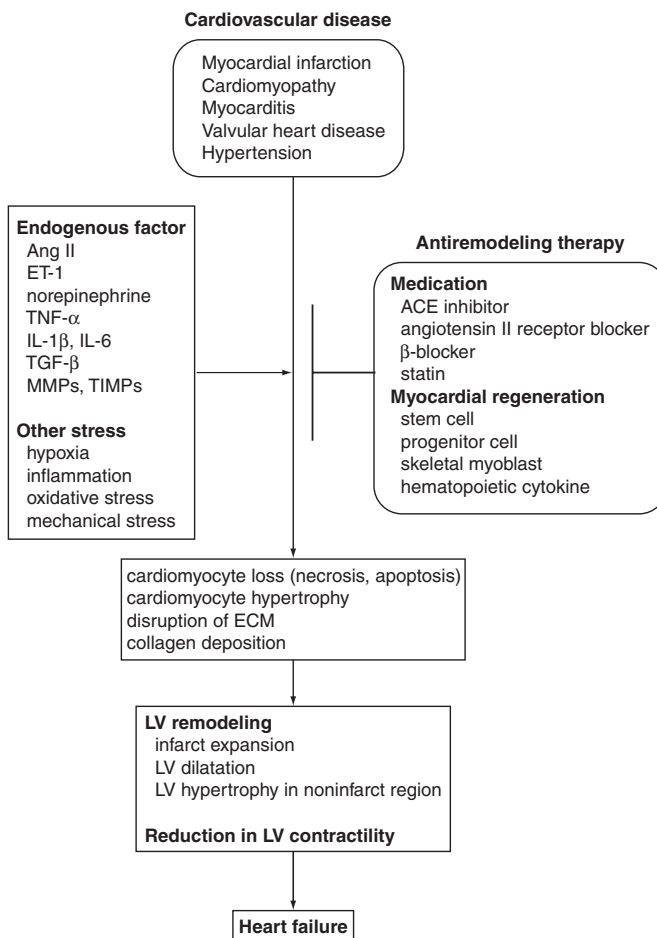 Cardiovascular disease
Myocardial infarction
Cardiomyopathy
Myocarditis
Valvular heart disease
Hypertension
Endogenous factor
Ang II
ET-1
norepinephrine
TNF-α
IL-1β, IL-6
TGF-β
MMPs, TIMPs
Other stress
hypoxia
inflammation
oxidative stress
mechanical stress
Antiremodeling therapy
Medication
ACE inhibitor
angiotensin II receptor blocker
β-blocker
statin
Myocardial regeneration
stem cell
progenitor cell
skeletal myoblast
hematopoietic cytokine
cardiomyocyte loss (necrosis, apoptosis)
cardiomyocyte hypertrophy
disruption of ECM
collagen deposition
LV remodeling
infarct expansion
LV dilatation
LV hypertrophy in noninfarct region
Reduction in LV contractility
Heart failure